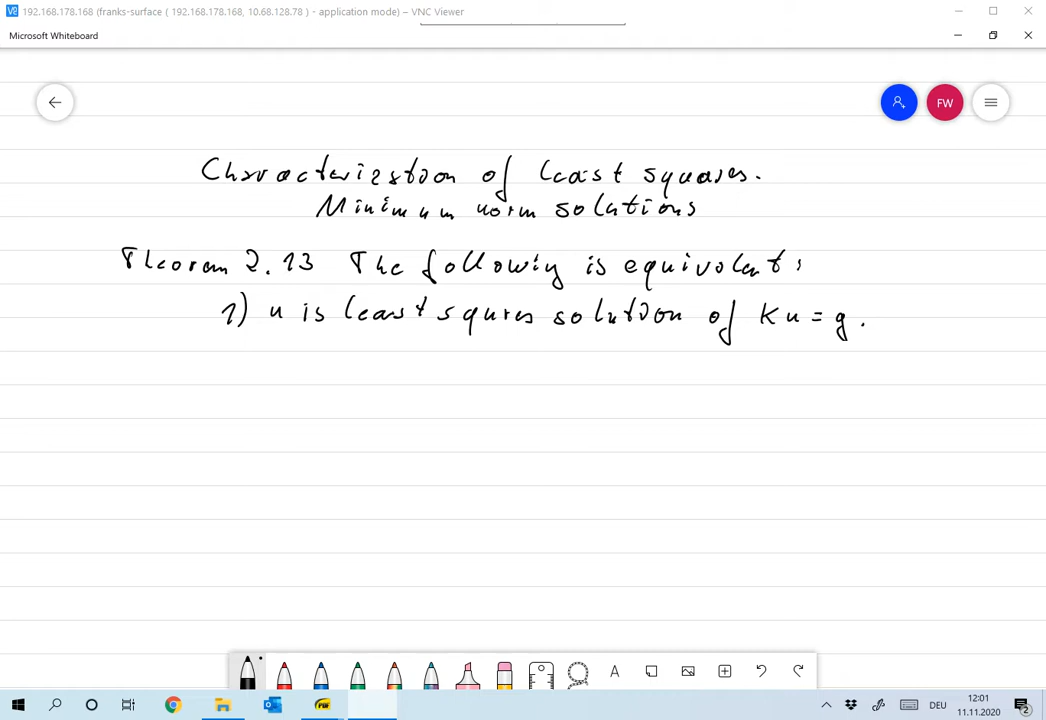 192.168.178.168 (franks-surface ( 192.168.178.168, 10.68.128.78 ) - application mode) – VNC Viewer
Microsoft Whiteboard
FW
Characterization of least squares.
Minimum norm solutions
Theorem 2.13 The following is equivalent:
1) u is least squres solution of Ku = g.
A
DEU
12:01
11.11.2020
2